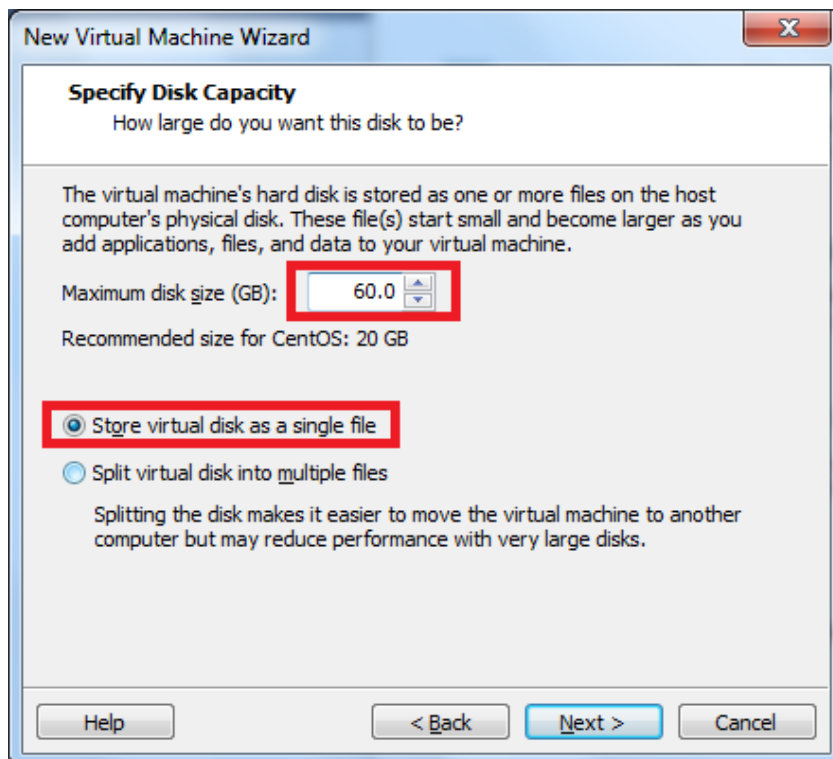 New Virtual Machine Wizard
Specify Disk Capacity
How large do you want this disk to be?
The virtual machine's hard disk is stored as one or more files on the host
computer's physical disk. These file(s) start small and become larger as you
add applications, files, and data to your virtual machine.
Maximum disk size (GB): 60.0
Recommended size for CentOS: 20 GB
Store virtual disk as a single file
Split virtual disk into multiple files
Splitting the disk makes it easier to move the virtual machine to another
computer but may reduce performance with very large disks.
Help < Back Next > Cancel